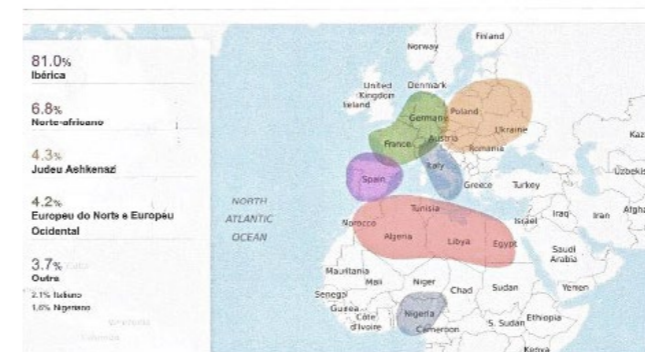 81.0%
Ibérica
6.8%
Norte-africano
4.3%
Judeu Ashkenazi
4.2%
Europeu do Norte e Europeu
Ocidental
3.7%
Outra
2.1% Italiano
1.6% Nigeriano
NORTH
ATLANTIC
OCEAN
Norway
Finland
United
Kingdom
Denmark
Ireland
Germany
Poland
Ukraine
Austria
France
Romania
Italy
Spain
Greece
Turkey
Tunisia
Morocco
Israel
Iraq
Iran
Algeria
Libya
Egypt
Saudi
Arabia
Mauritania
Mali
Niger
Chad
Sudan
Yemen
Senegal
Guinea
Côte
d'Ivoire
Nigeria
Cameroon
S. Sudan
Ethiopia
Kenya
Kaz
Uzbekis
Afgha